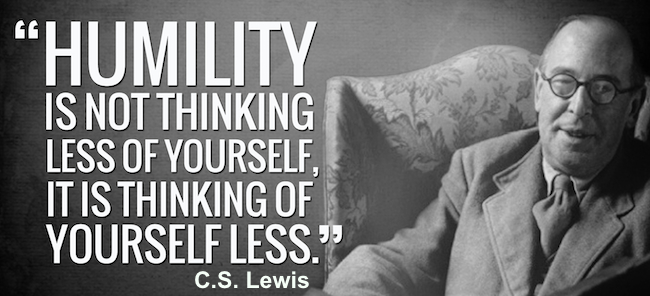 “HUMILITY
IS NOT THINKING
LESS OF YOURSELF,
IT IS THINKING OF
YOURSELF LESS.”
C.S. Lewis